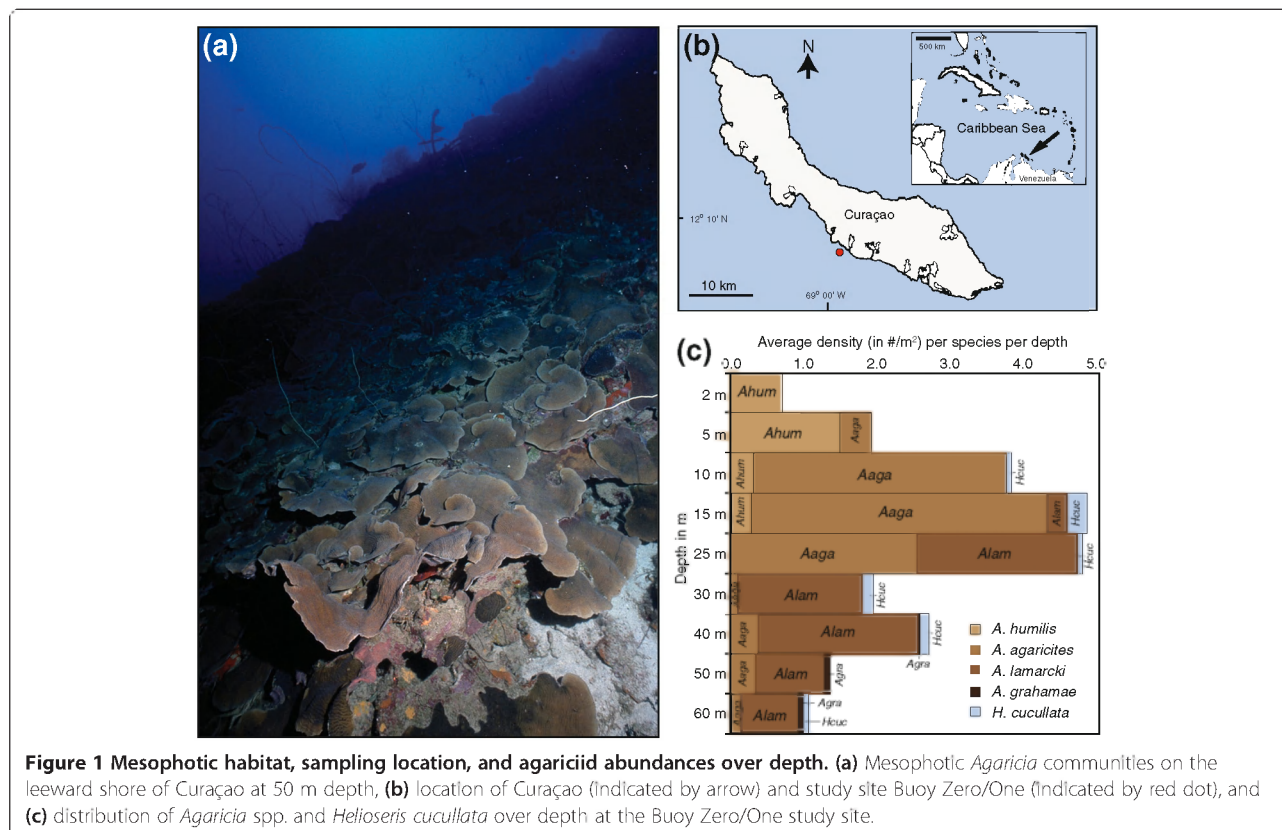 (a)
(b)
N
500 km
Caribbean Sea
Venezuela
Curaçao
12° 10' N
10 km
69° 00' W
(c)
Average density (in #/m²) per species per depth
0.0 1.0 2.0 3.0 4.0 5.0
Depth in m
2 m Ahum
5 m Ahum Aaga
10 m Ahum Aaga Hcuc
15 m Ahum Aaga Alam Hcuc
25 m Aaga Alam Hcuc
30 m Alam Hcuc
40 m Aaga Alam Agra Hcuc
50 m Aaga Alam Agra
60 m Aaga Alam Agra Hcuc
A. humilis
A. agaricites
A. lamarcki
A. grahamae
H. cucullata
Figure 1 Mesophotic habitat, sampling location, and agariciid abundances over depth. (a) Mesophotic Agaricia communities on the
leeward shore of Curaçao at 50 m depth, (b) location of Curaçao (indicated by arrow) and study site Buoy Zero/One (indicated by red dot), and
(c) distribution of Agaricia spp. and Helioseris cucullata over depth at the Buoy Zero/One study site.